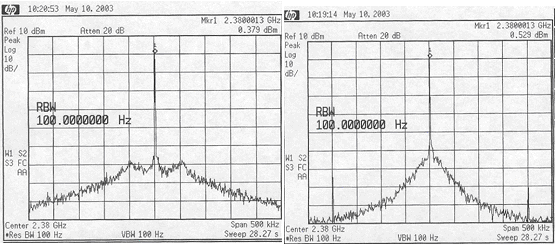 hp 10:20:53 May 10, 2003
Mkr1 2.3800013 GHz
Ref 10 dBm Atten 20 dB 0.379 dBm
Peak
Log
10
dB/
RBW
100.0000000 Hz
W1 S2
S3 FC
AA
Center 2.38 GHz Span 500 kHz
*Res BW 100 Hz VBW 100 Hz Sweep 28.27 s
hp 10:19:14 May 10, 2003
Mkr1 2.3800013 GHz
Ref 10 dBm Atten 20 dB 0.529 dBm
Peak
Log
10
dB/
RBW
100.0000000 Hz
W1 S2
S3 FC
AA
Center 2.38 GHz Span 500 kHz
*Res BW 100 Hz VBW 100 Hz Sweep 28.27 s